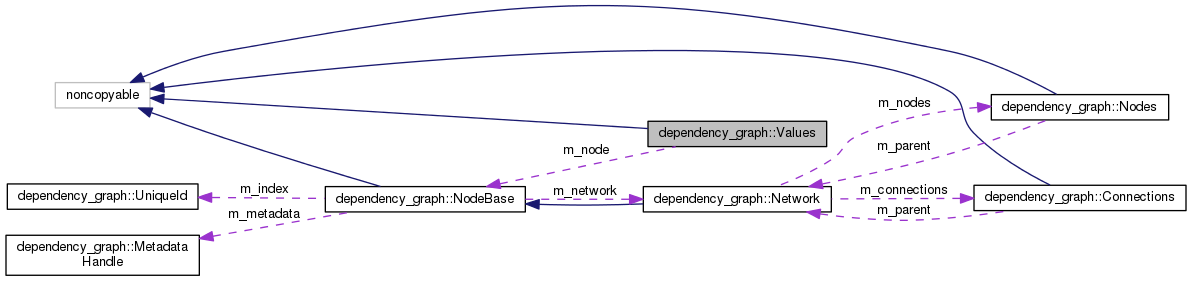 noncopyable
m_nodes
dependency_graph::Nodes
dependency_graph::Values
m_node
m_parent
dependency_graph::UniqueId
m_index
m_metadata
dependency_graph::NodeBase
m_network
dependency_graph::Network
m_connections
m_parent
dependency_graph::Connections
dependency_graph::Metadata
Handle